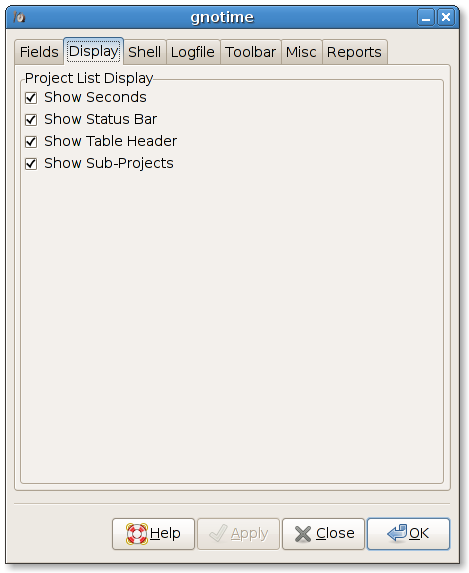 gnotime
Fields Display Shell Logfile Toolbar Misc Reports
Project List Display
Show Seconds
Show Status Bar
Show Table Header
Show Sub-Projects
Help Apply Close OK